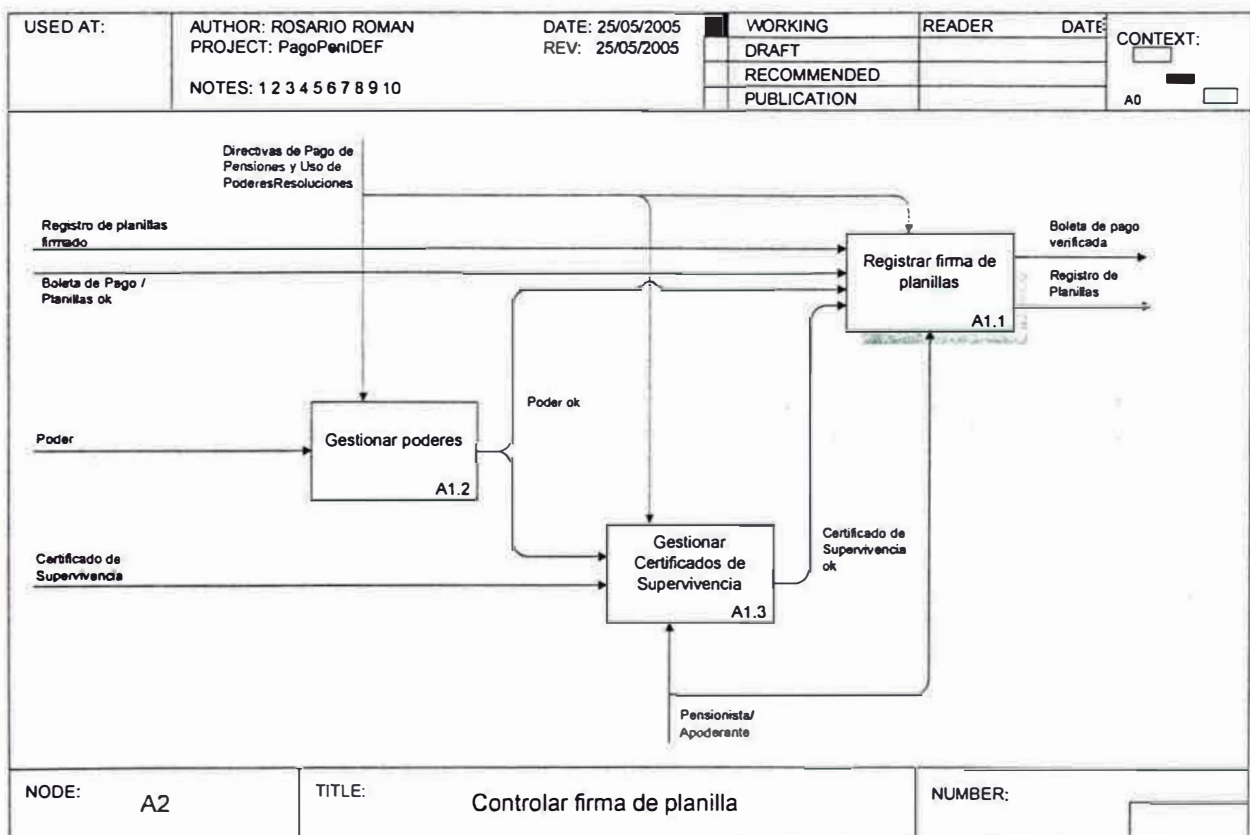 USED AT:
AUTHOR: ROSARIO ROMAN
PROJECT: PagoPenIDEF
NOTES: 1 2 3 4 5 6 7 8 9 10
DATE: 25/05/2005
REV: 25/05/2005
WORKING
DRAFT
RECOMMENDED
PUBLICATION
READER
DATE
CONTEXT:
A0
Directivas de Pago de
Pensiones y Uso de
PoderesResoluciones
Registro de planillas
firmado
Boleta de Pago /
Planillas ok
Registrar firma de
planillas
A1.1
Boleta de pago
verificada
Registro de
Planillas
Poder ok
Poder
Gestionar poderes
A1.2
Certificado de
Supervivencia
Gestionar
Certificados de
Supervivencia
A1.3
Certificado de
Supervivencia
ok
Pensionista/
Apoderante
NODE:
A2
TITLE:
Controlar firma de planilla
NUMBER: